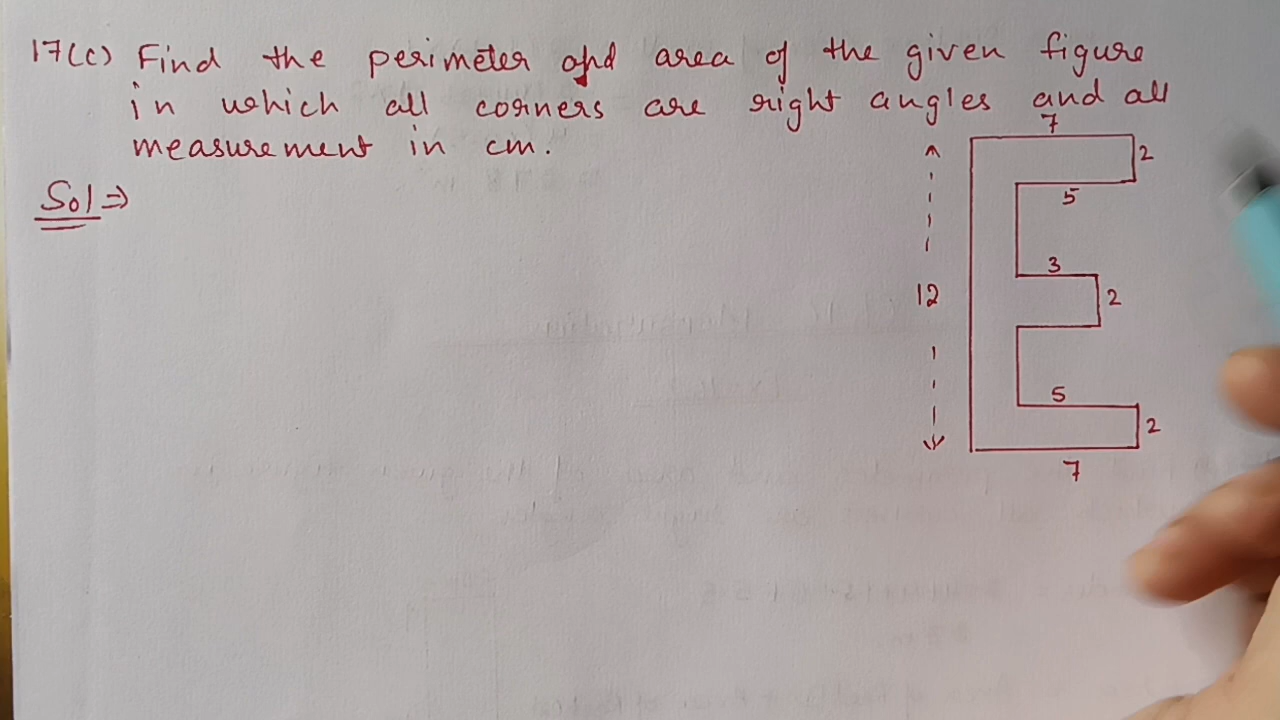 17(c) Find the perimeter and area of the given figure
in which all corners are right angles and all
measurement in cm.
Sol⇒
7
2
5
3
12
2
5
2
7